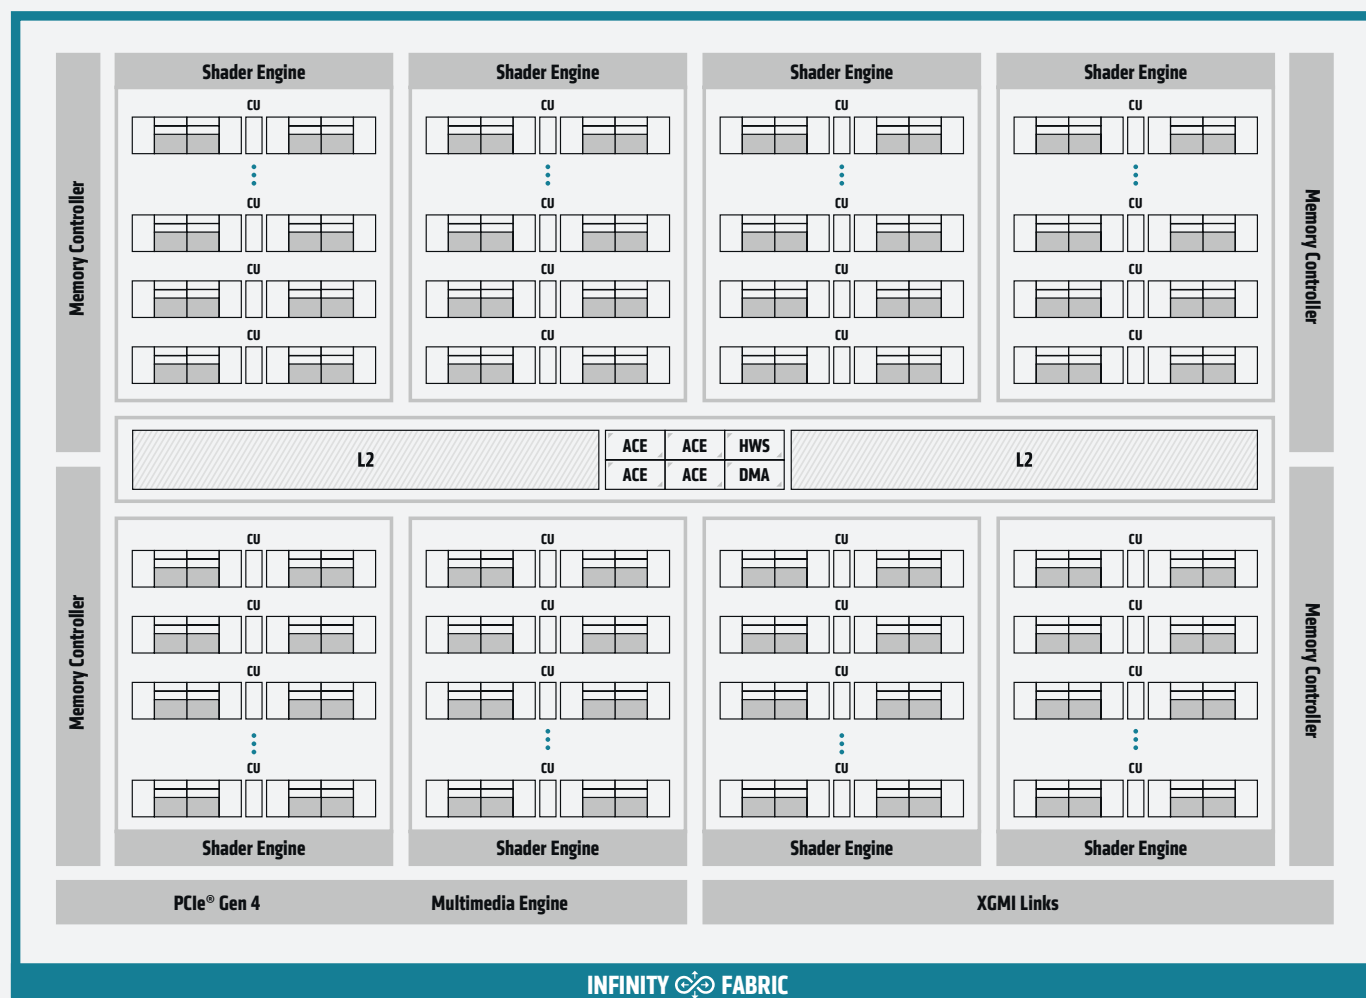 Shader Engine Shader Engine Shader Engine Shader Engine
CU CU CU CU
Memory Controller
Memory Controller
CU CU CU CU
CU CU CU CU
CU CU CU CU
L2
ACE ACE HWS
ACE ACE DMA
L2
CU CU CU CU
CU CU CU CU
Memory Controller
Memory Controller
CU CU CU CU
CU CU CU CU
Shader Engine Shader Engine Shader Engine Shader Engine
PCIe® Gen 4 Multimedia Engine XGMI Links
INFINITY FABRIC